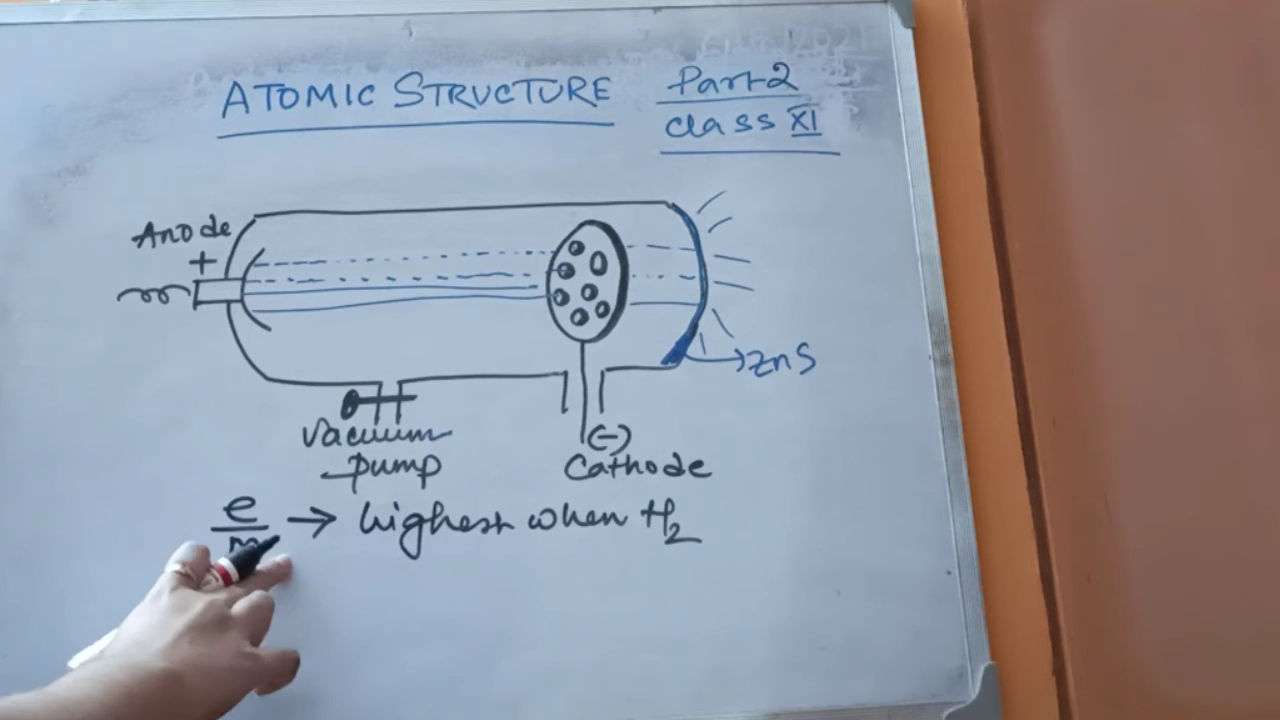 ATOMIC STRUCTURE Part-2
class XI
Anode
+
ZnS
Vacuum
pump
(-)
Cathode
e/m → highest when H2